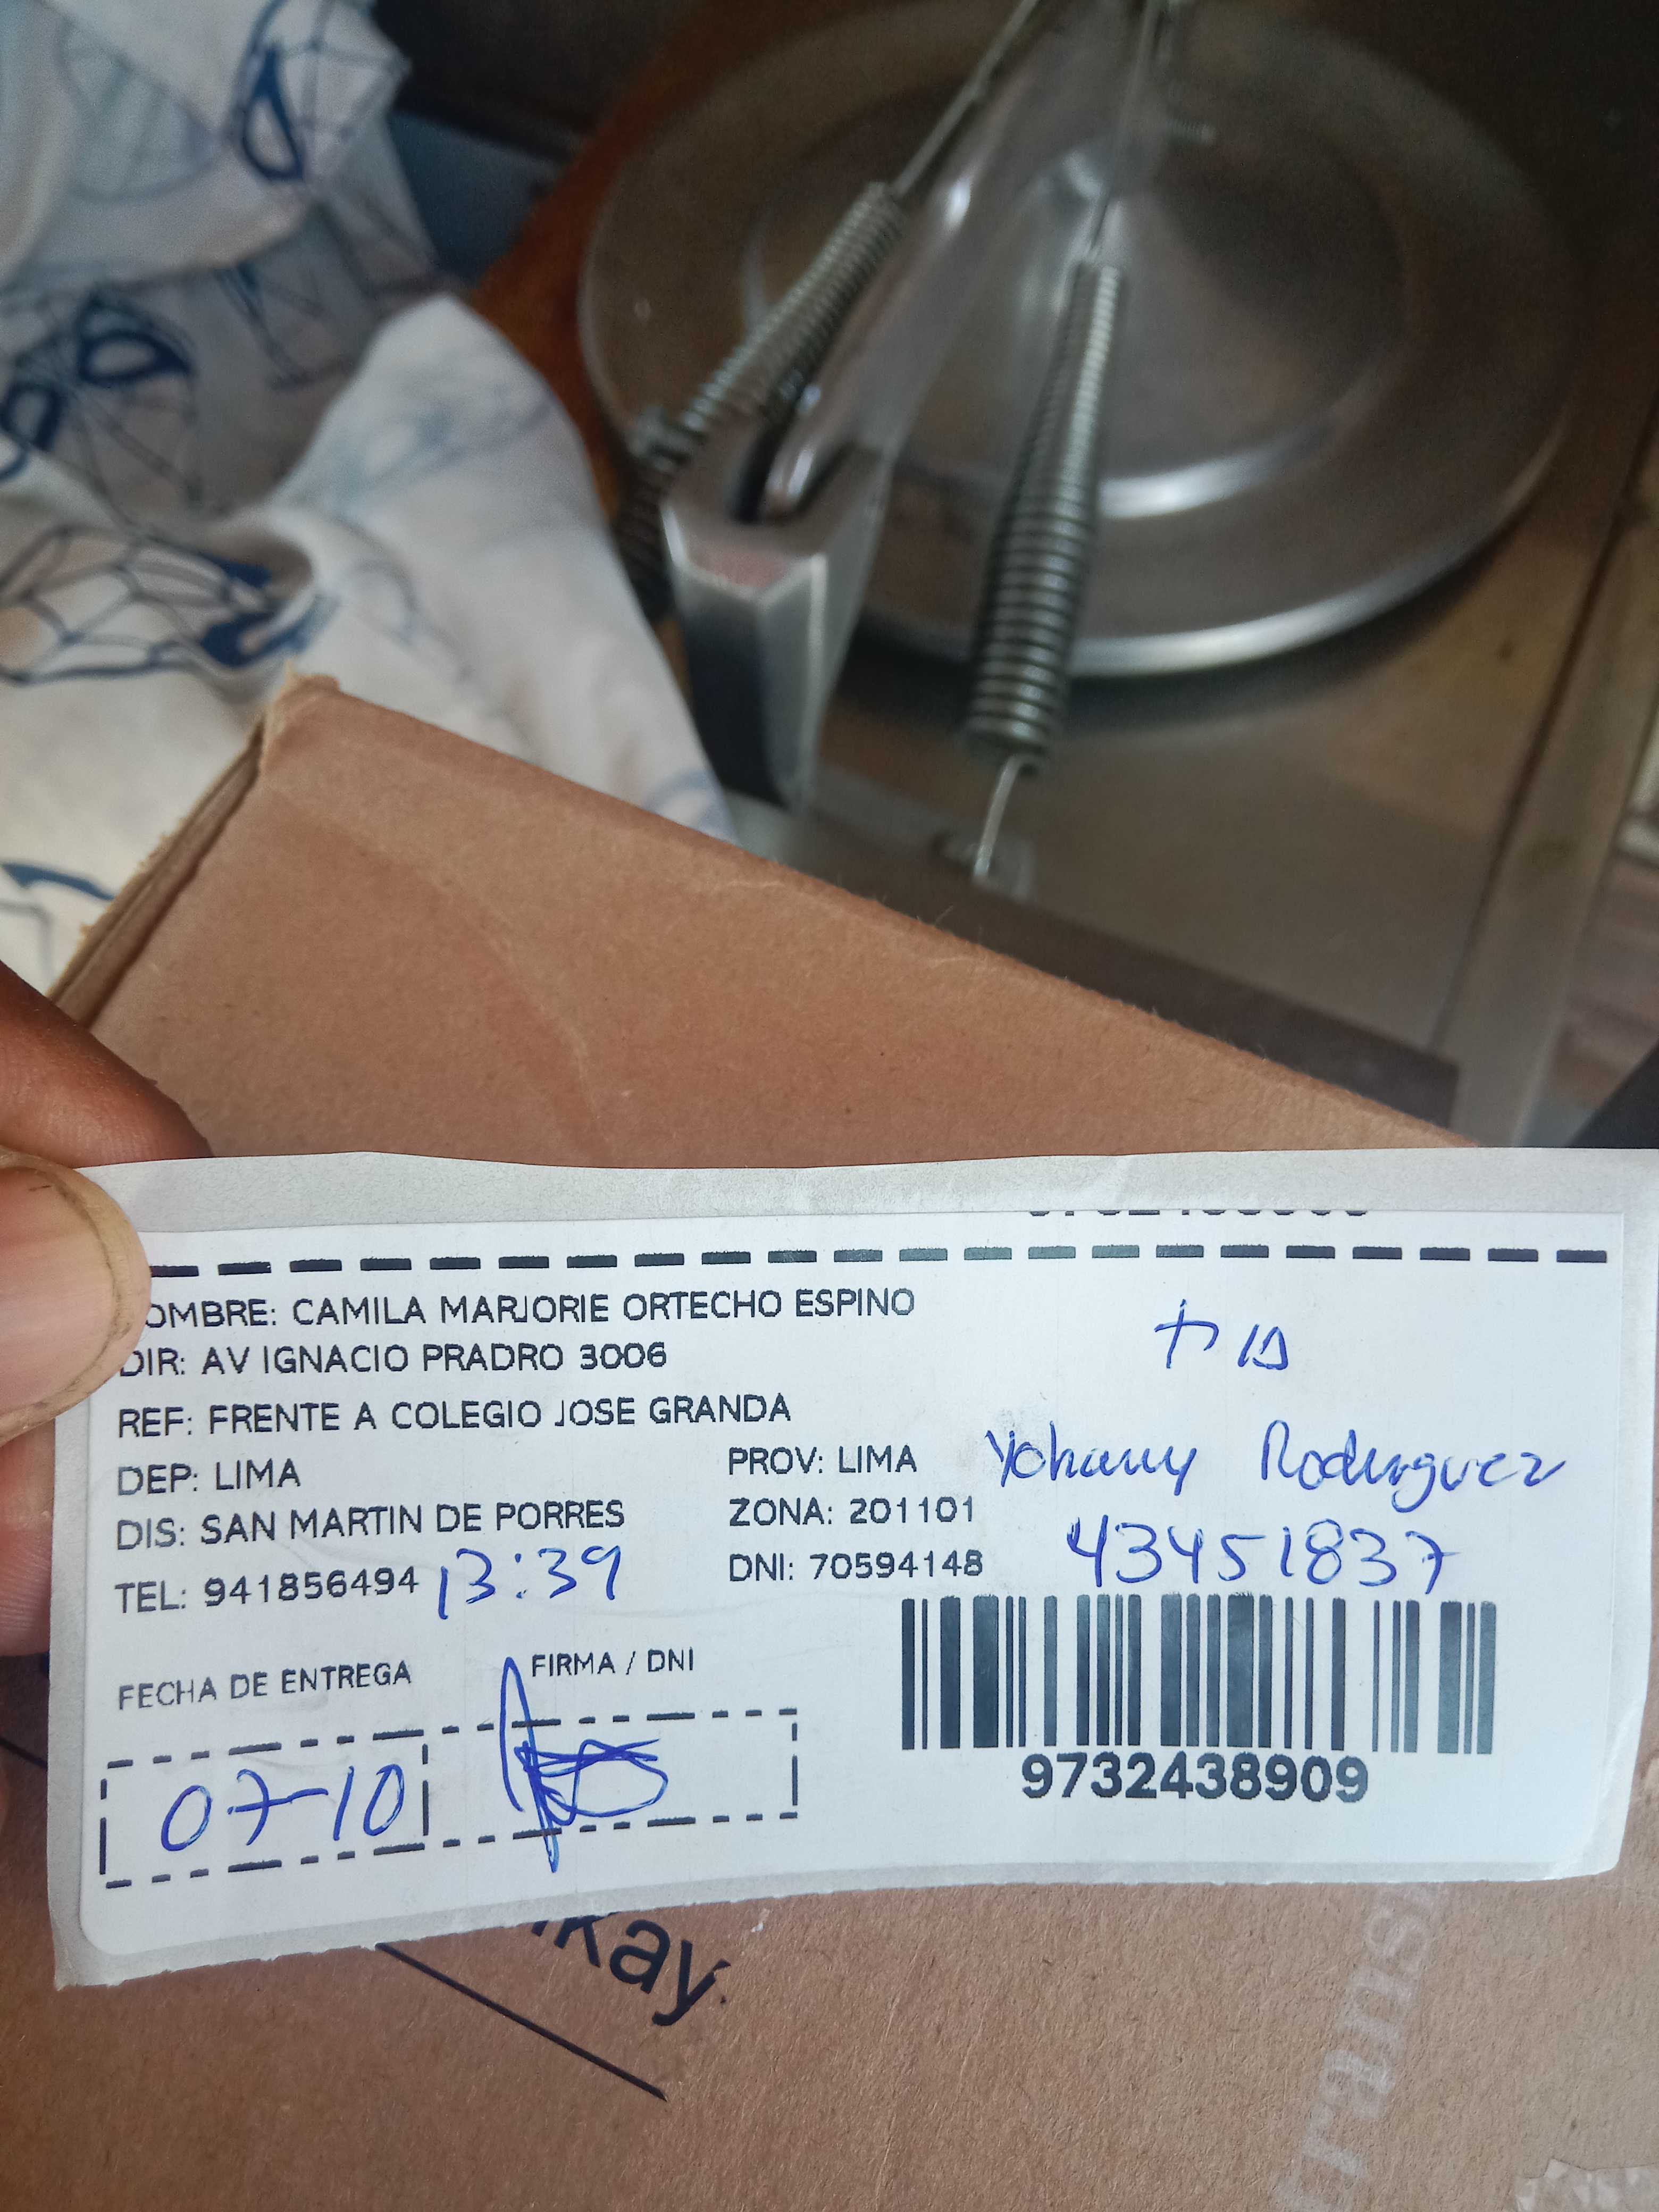 OMBRE: CAMILA MARJORIE ORTECHO ESPINO
DIR: AV IGNACIO PRADRO 3006
REF: FRENTE A COLEGIO JOSE GRANDA
DEP: LIMA PROV: LIMA
Yohanny Rodriguez
DIS: SAN MARTIN DE PORRES ZONA: 201101
TEL: 941856494 13:39 DNI: 70594148 43451837
FECHA DE ENTREGA FIRMA / DNI
07-10
9732438909
kay